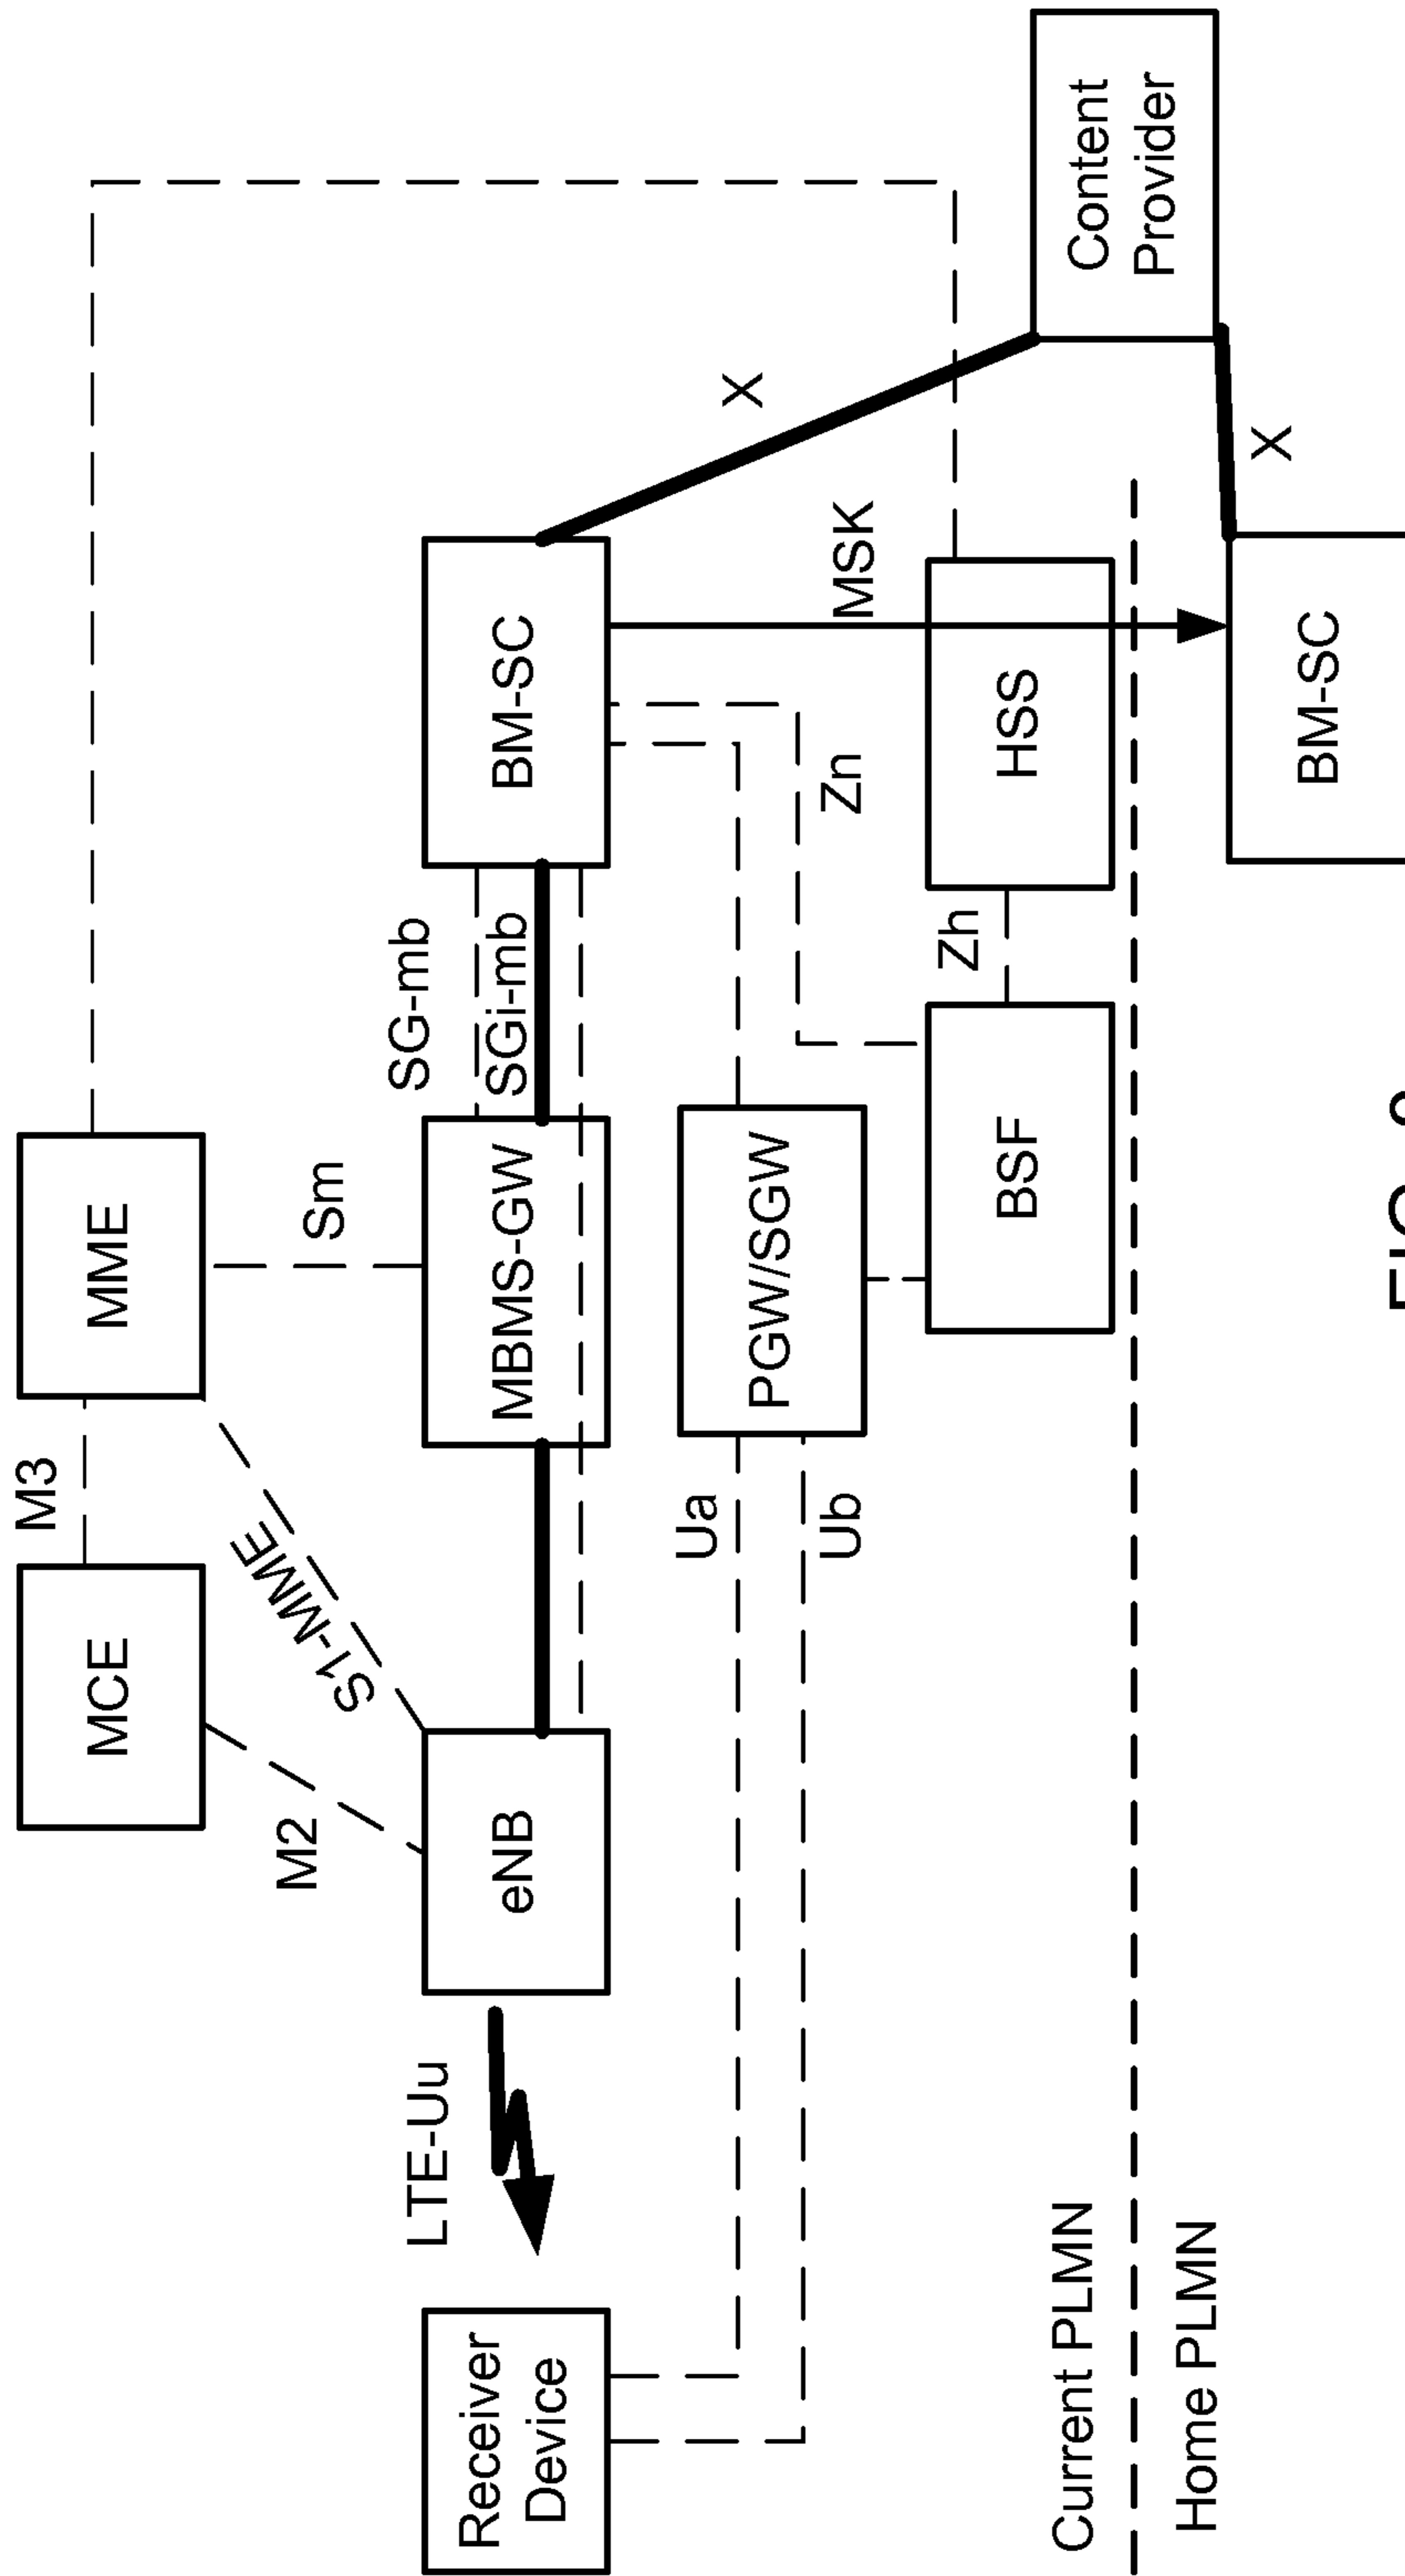 MCE
M3
MME
M2
S1-MME
Sm
SG-mb
LTE-Uu
SGi-mb
Receiver
Device
eNB
MBMS-GW
BM-SC
X
Ua
PGW/SGW
Ub
Zn
MSK
Zh
BSF
HSS
Content
Provider
Current PLMN
Home PLMN
X
BM-SC